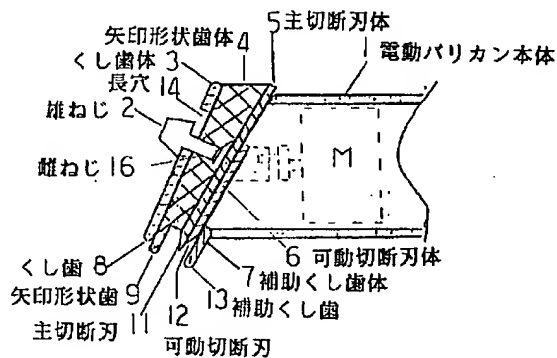 5 主切断刃体
矢印形状歯体 4
1 電動バリカン本体
くし歯体 3
長穴 14
雄ねじ 2
雌ねじ 16
M
6 可動切断刃体
くし歯 8
7 補助くし歯体
矢印形状歯 9
13 補助くし歯
主切断刃 11
12
可動切断刃